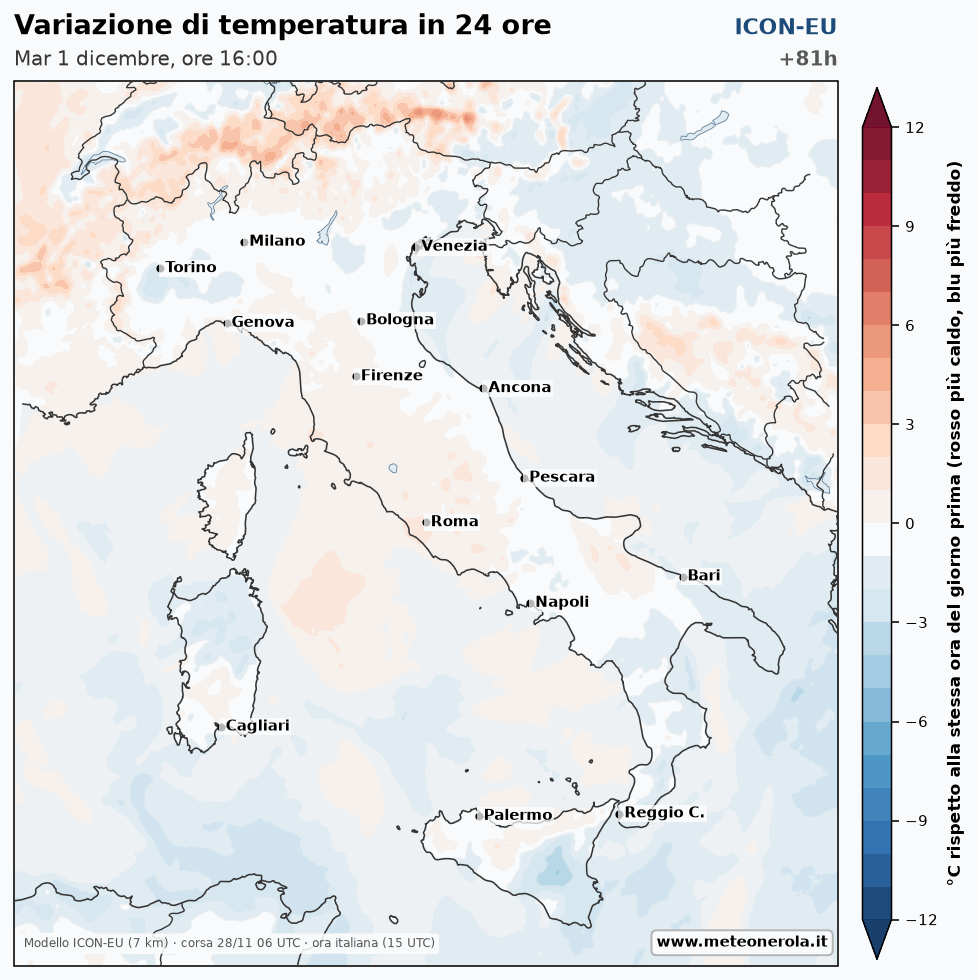 Variazione di temperatura in 24 ore
ICON-EU
Mar 1 dicembre, ore 16:00
+81h
Milano
Venezia
Torino
Genova
Bologna
Firenze
Ancona
Pescara
Roma
Bari
Napoli
Cagliari
Palermo
Reggio C.
12
9
6
3
0
−3
−6
−9
−12
°C rispetto alla stessa ora del giorno prima (rosso più caldo, blu più freddo)
Modello ICON-EU (7 km) · corsa 28/11 06 UTC · ora italiana (15 UTC)
www.meteonerola.it